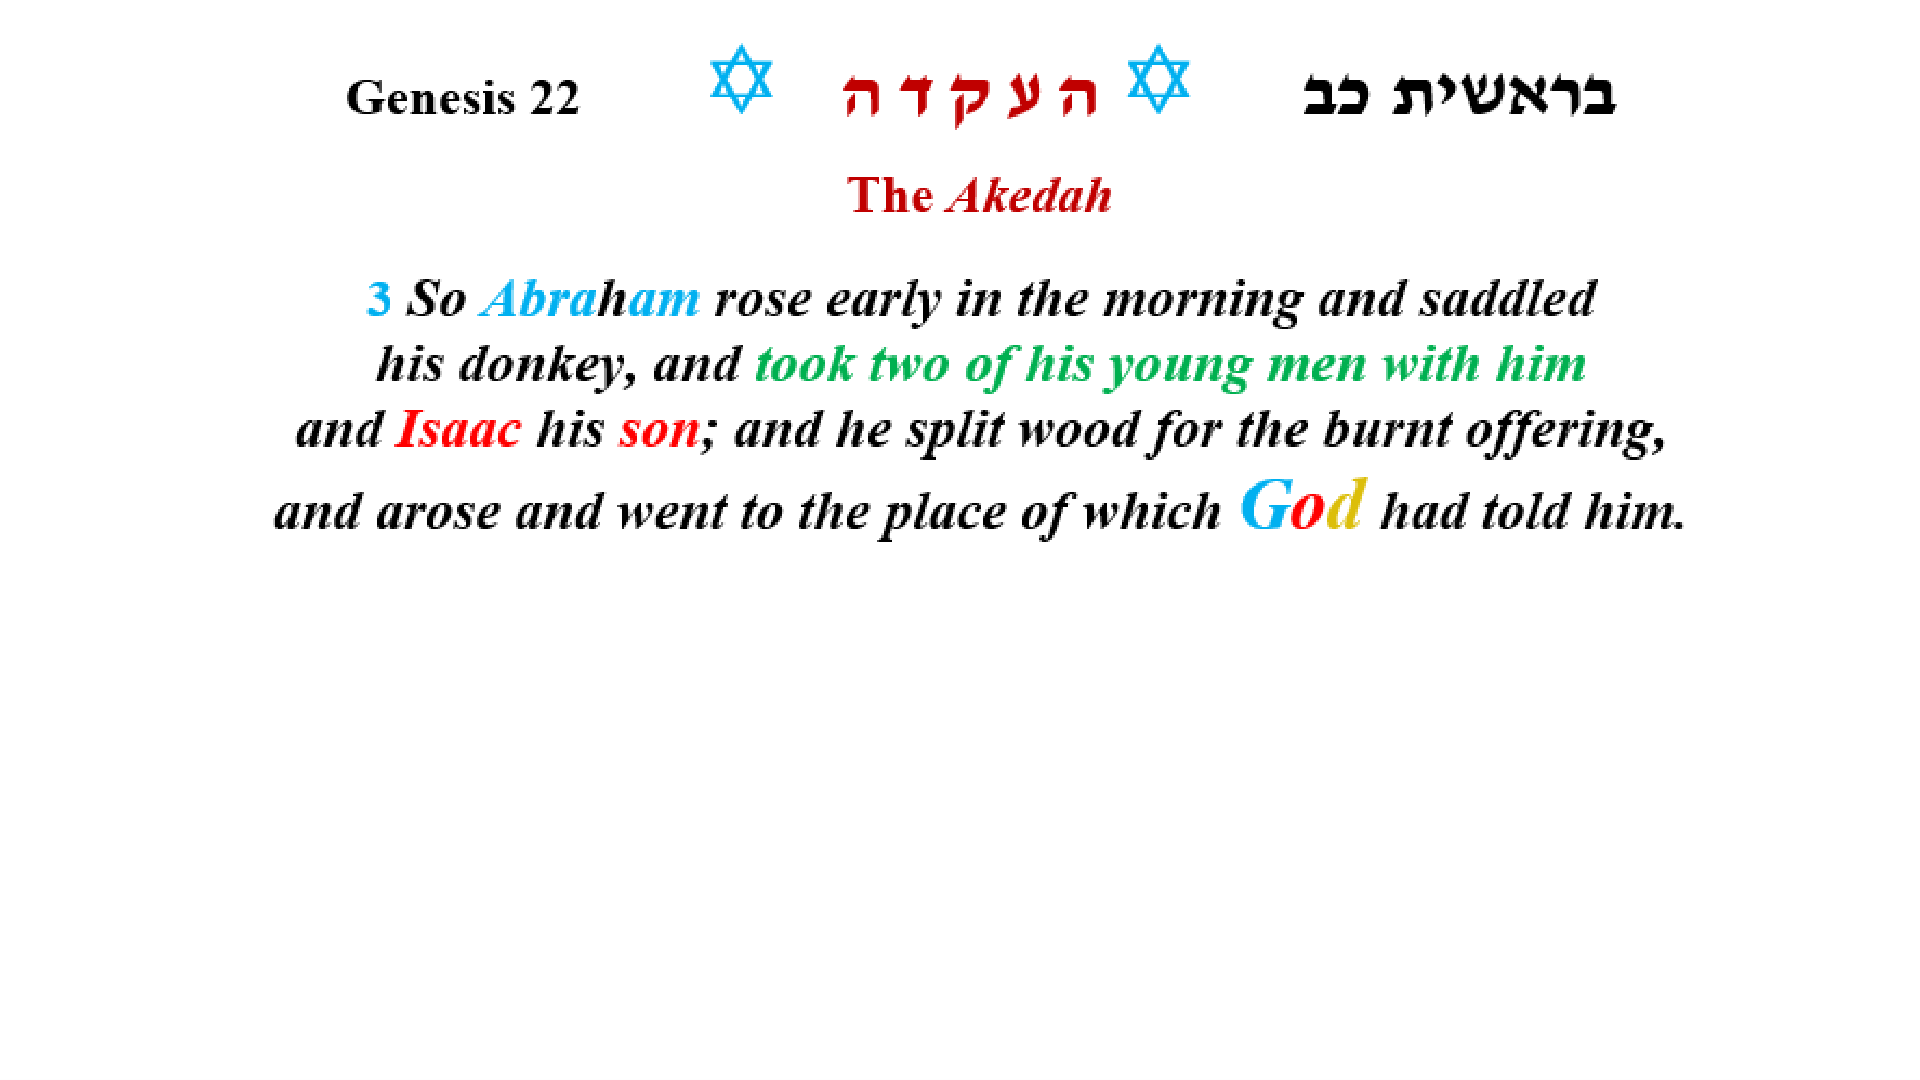 Genesis 22 ✡ ה ע ק ד ה ✡ בראשית כב
The Akedah
3 So Abraham rose early in the morning and saddled
his donkey, and took two of his young men with him
and Isaac his son; and he split wood for the burnt offering,
and arose and went to the place of which God had told him.